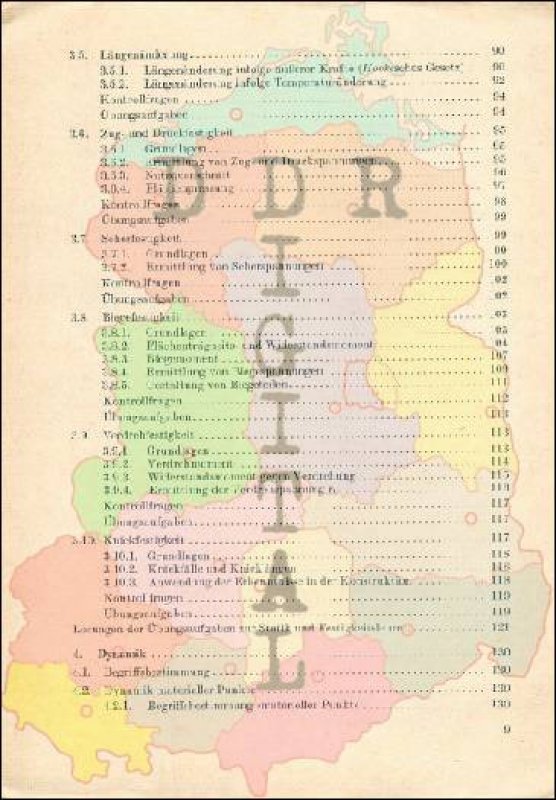 3.5. Längenänderung 90
3.5.1. Längenänderung infolge äußerer Kräfte (Hookesches Gesetz) 90
3.5.2. Längenänderung infolge Temperaturänderung 92
Kontrollfragen 94
Übungsaufgaben 94
3.6. Zug- und Druckfestigkeit 95
3.6.1. Grundlagen 95
3.6.2. Ermittlung von Zug- und Druckspannungen 95
3.6.3. 96
3.6.4. Flächenpressung 97
Kontrollfragen 98
Übungsaufgaben 99
3.7. Scherfestigkeit 99
3.7.1. Grundlagen 99
3.7.2. Ermittlung von Scherspannungen 100
Kontrollfragen 02
Übungsaufgaben 02
3.8. Biegefestigkeit 03
3.8.1. Grundlagen 03
3.8.2. Flächenträgheits- und Widerstandsmoment 04
3.8.3. Biegemoment 107
3.8.4. Ermittlung von Biegespannungen 109
3.8.5. Gestaltung von Biegeteilen 111
Kontrollfragen 112
Übungsaufgaben 113
3.9. Verdrehfestigkeit 113
3.9.1. Grundlagen 113
3.9.2. Verdrehmoment 114
3.9.3. Widerstandsmoment gegen Verdrehung 115
3.9.4. Ermittlung der Verdrehspannungen 116
Kontrollfragen 117
Übungsaufgaben 117
3.10. Knickfestigkeit 117
3.10.1. Grundlagen 118
3.10.2. Knickfälle und Knicklängen 118
3.10.3. Anwendung der Erkenntnisse in der Konstruktion 118
Kontrollfragen 119
Übungsaufgaben 119
Lösungen der Übungsaufgaben zur Statik und Festigkeitslehre 121
4. Dynamik 130
4.1. Begriffsbestimmung 130
4.2. Dynamik materieller Punkte 130
4.2.1. Begriffsbestimmung materieller Punkte 130
9
DDR
DIGITAL